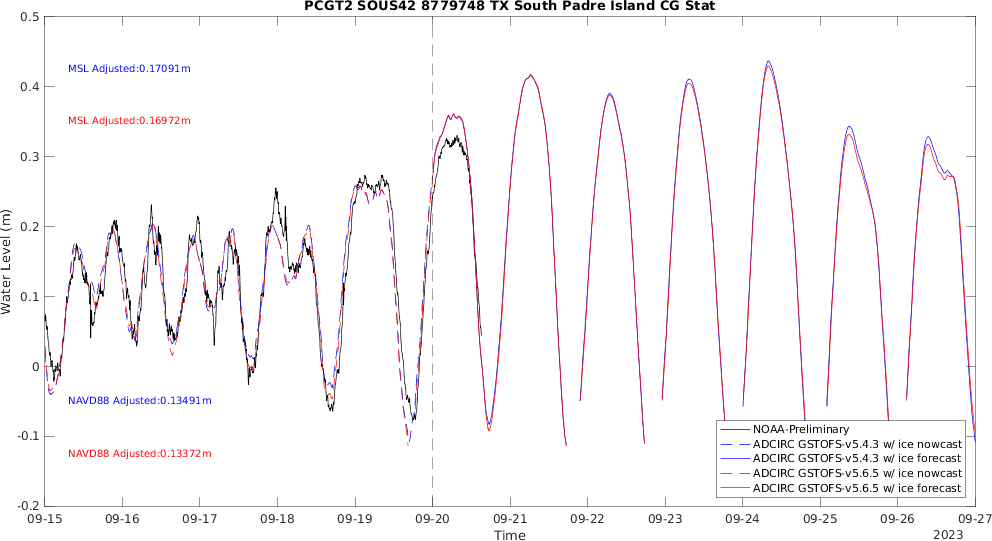 PCGT2 SOUS42 8779748 TX South Padre Island CG Stat
0.5
0.4
0.3
0.2
0.1
0
-0.1
-0.2
Water Level (m)
MSL Adjusted:0.17091m
MSL Adjusted:0.16972m
NAVD88 Adjusted:0.13491m
NAVD88 Adjusted:0.13372m
NOAA-Preliminary
ADCIRC GSTOFS-v5.4.3 w/ ice nowcast
ADCIRC GSTOFS-v5.4.3 w/ ice forecast
ADCIRC GSTOFS-v5.6.5 w/ ice nowcast
ADCIRC GSTOFS-v5.6.5 w/ ice forecast
09-15 09-16 09-17 09-18 09-19 09-20 09-21 09-22 09-23 09-24 09-25 09-26 09-27
Time
2023